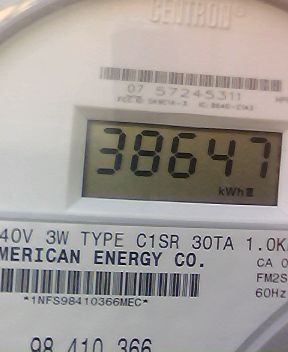 CENTRON®
07 57245311
38647
kWh
40V 3W TYPE C1SR 30TA 1.0K
MERICAN ENERGY CO.
CA 0
FM2S
60Hz
*1NFS98410366MEC*
98 410 366